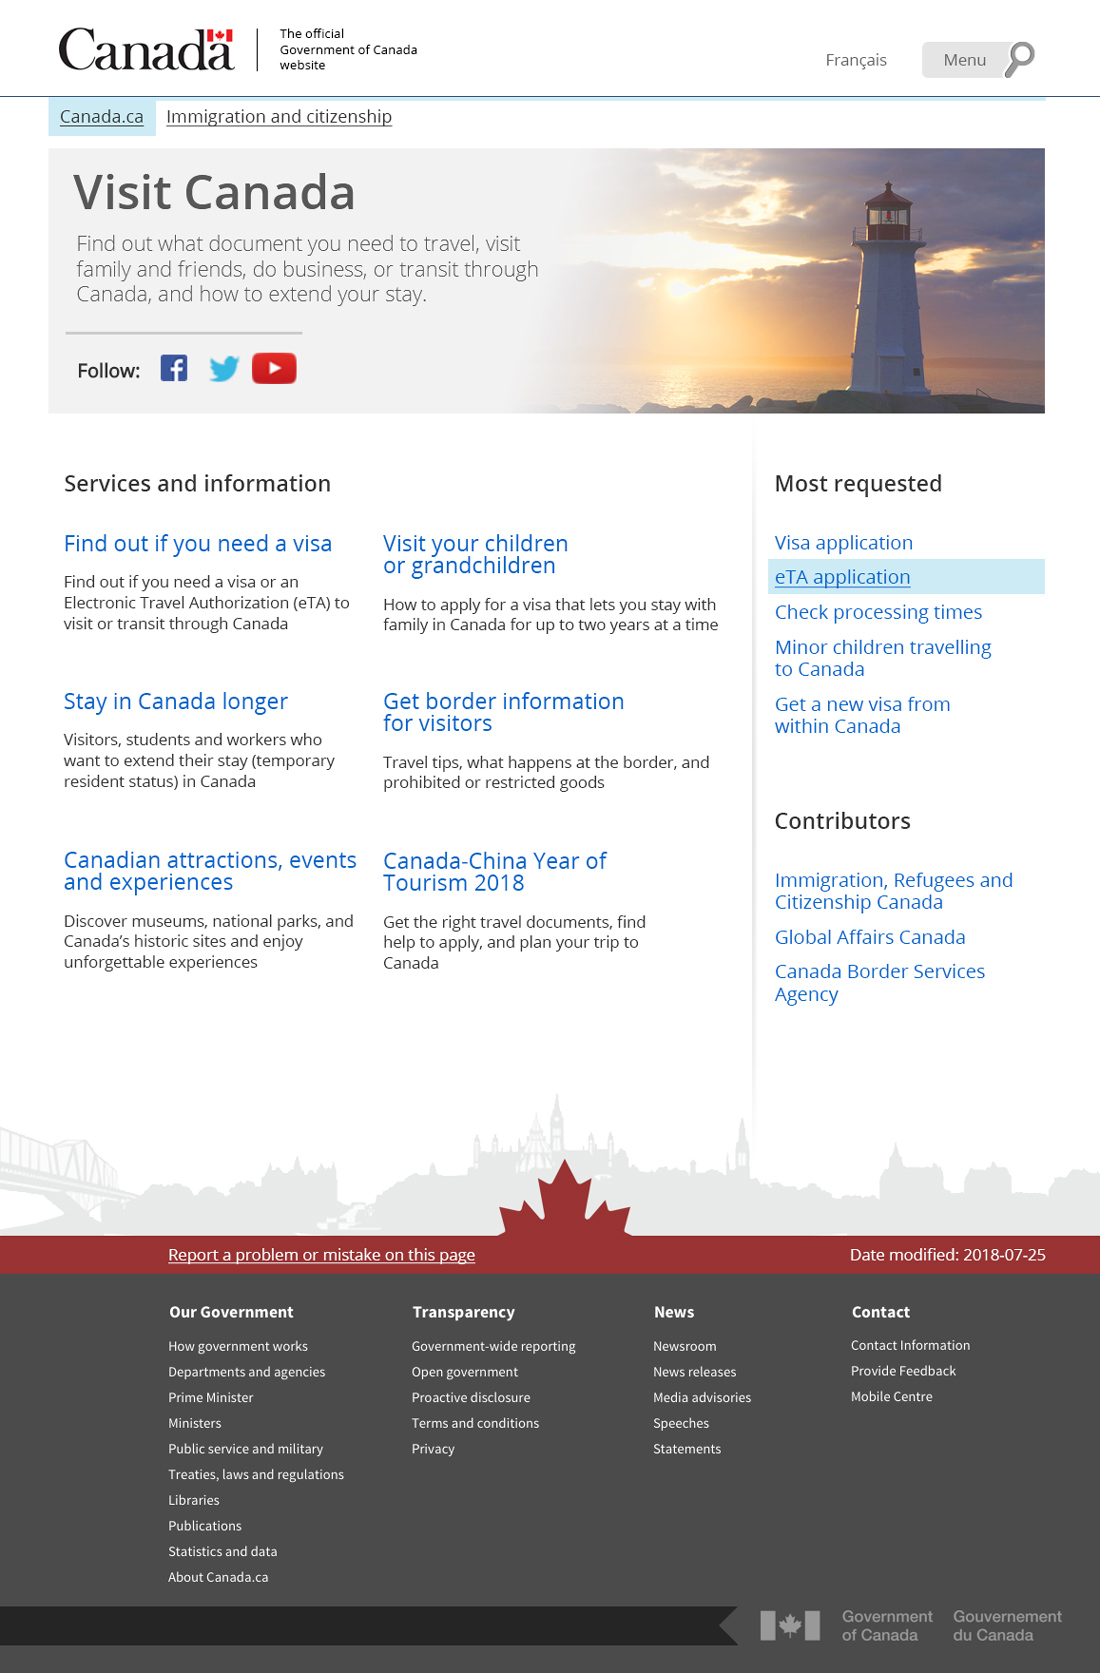 Canada
The official
Government of Canada
website
Français
Menu
Canada.ca
Immigration and citizenship
Visit Canada
Find out what document you need to travel, visit
family and friends, do business, or transit through
Canada, and how to extend your stay.
Follow:
Services and information
Find out if you need a visa
Find out if you need a visa or an
Electronic Travel Authorization (eTA) to
visit or transit through Canada
Visit your children
or grandchildren
How to apply for a visa that lets you stay with
family in Canada for up to two years at a time
Stay in Canada longer
Visitors, students and workers who
want to extend their stay (temporary
resident status) in Canada
Get border information
for visitors
Travel tips, what happens at the border, and
prohibited or restricted goods
Canadian attractions, events
and experiences
Discover museums, national parks, and
Canada’s historic sites and enjoy
unforgettable experiences
Canada-China Year of
Tourism 2018
Get the right travel documents, find
help to apply, and plan your trip to
Canada
Most requested
Visa application
eTA application
Check processing times
Minor children travelling
to Canada
Get a new visa from
within Canada
Contributors
Immigration, Refugees and
Citizenship Canada
Global Affairs Canada
Canada Border Services
Agency
Report a problem or mistake on this page
Date modified: 2018-07-25
Our Government
How government works
Departments and agencies
Prime Minister
Ministers
Public service and military
Treaties, laws and regulations
Libraries
Publications
Statistics and data
About Canada.ca
Transparency
Government-wide reporting
Open government
Proactive disclosure
Terms and conditions
Privacy
News
Newsroom
News releases
Media advisories
Speeches
Statements
Contact
Contact Information
Provide Feedback
Mobile Centre
Government
of Canada
Gouvernement
du Canada